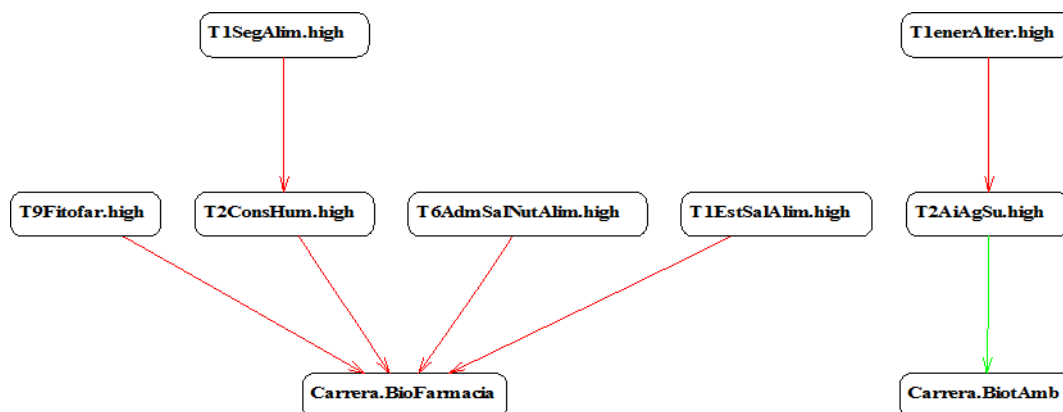 T1SegAlim.high
T1enerAlter.high
T9Fitofar.high
T2ConsHum.high
T6AdmSalNutAlim.high
T1EstSalAlim.high
T2AiAgSu.high
Carrera.BioFarmacia
Carrera.BiotAmb